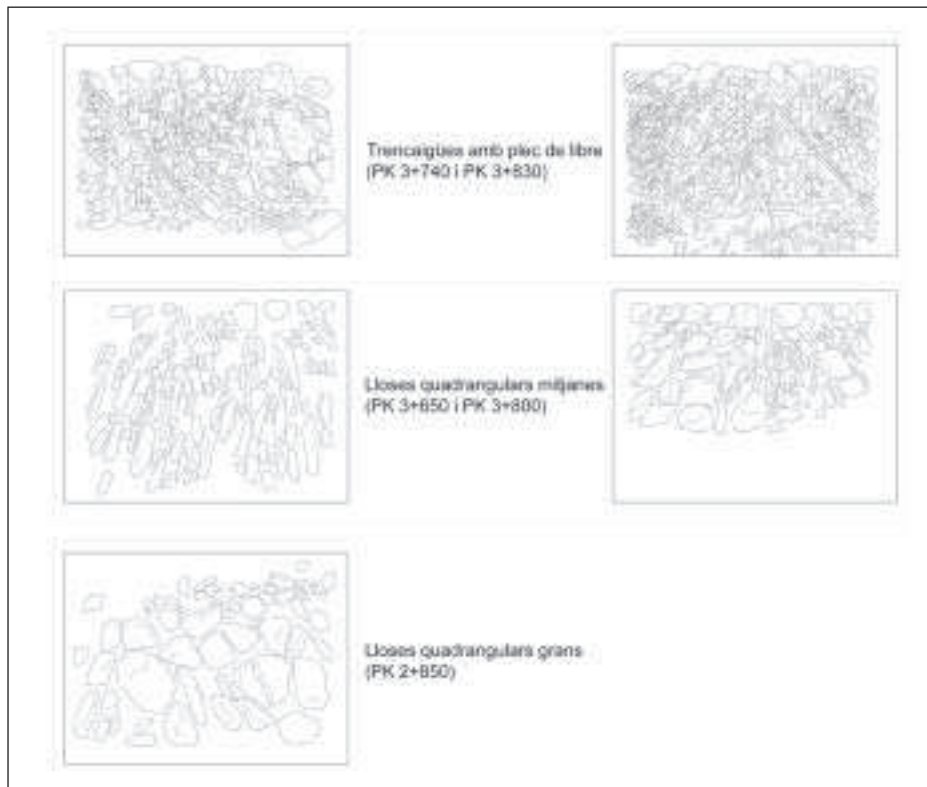 Trencaigües amb plec de llibre
(PK 3+740 i PK 3+830)
Lloses quadrangulars mitjanes
(PK 3+650 i PK 3+800)
Lloses quadrangulars grans
(PK 2+850)